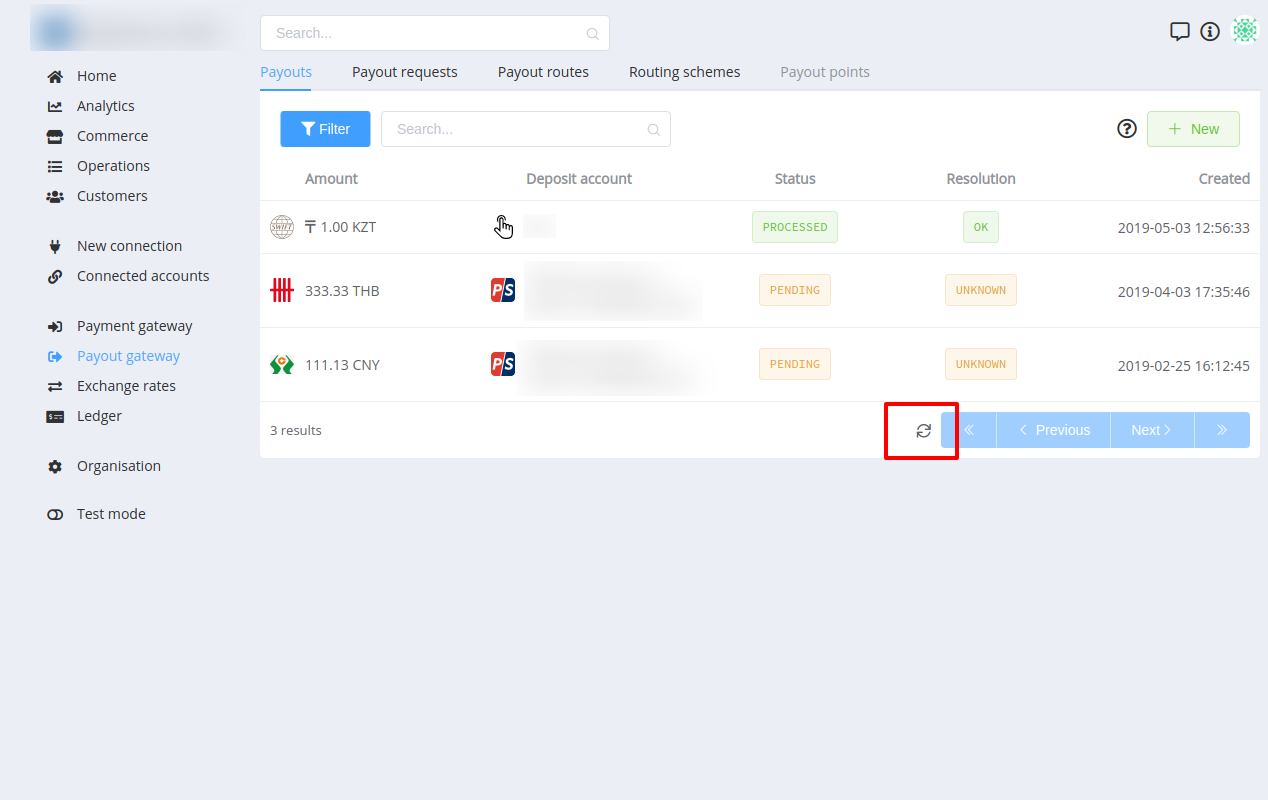 Search...
Payouts Payout requests Payout routes Routing schemes Payout points
Home
Analytics
Commerce
Operations
Customers
New connection
Connected accounts
Payment gateway
Payout gateway
Exchange rates
Ledger
Organisation
Test mode
Filter Search... New
Amount Deposit account Status Resolution Created
SWIFT ₸ 1.00 KZT PROCESSED OK 2019-05-03 12:56:33
333.33 THB PS PENDING UNKNOWN 2019-04-03 17:35:46
111.13 CNY PS PENDING UNKNOWN 2019-02-25 16:12:45
3 results Previous Next